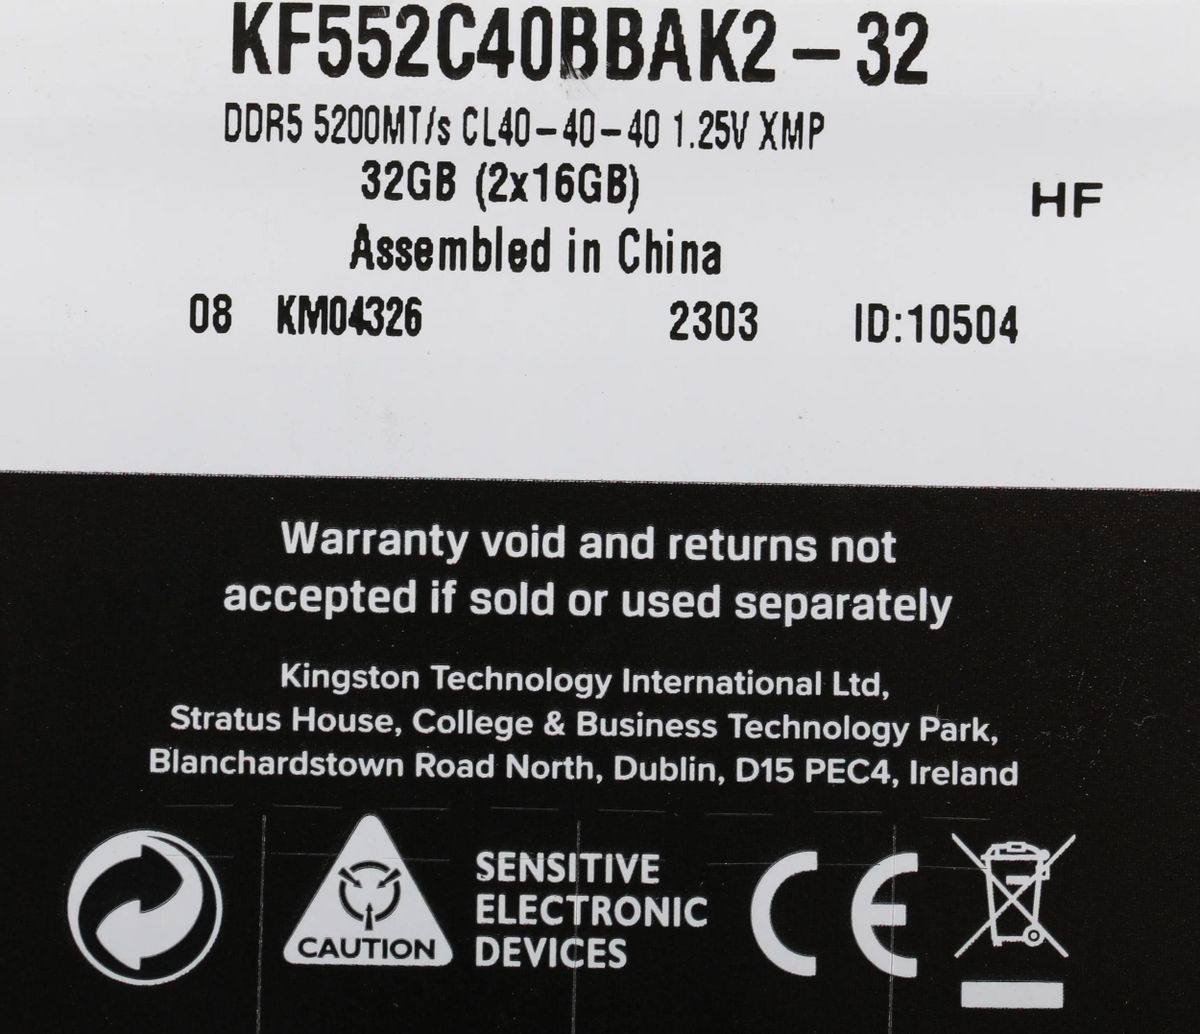 KF552C40BBAK2-32
DDR5 5200MT/s CL40-40-40 1.25V XMP
32GB (2x16GB)
HF
Assembled in China
08 KM04326 2303 ID:10504
Warranty void and returns not
accepted if sold or used separately
Kingston Technology International Ltd,
Stratus House, College & Business Technology Park,
Blanchardstown Road North, Dublin, D15 PEC4, Ireland
CAUTION
SENSITIVE
ELECTRONIC
DEVICES
CE